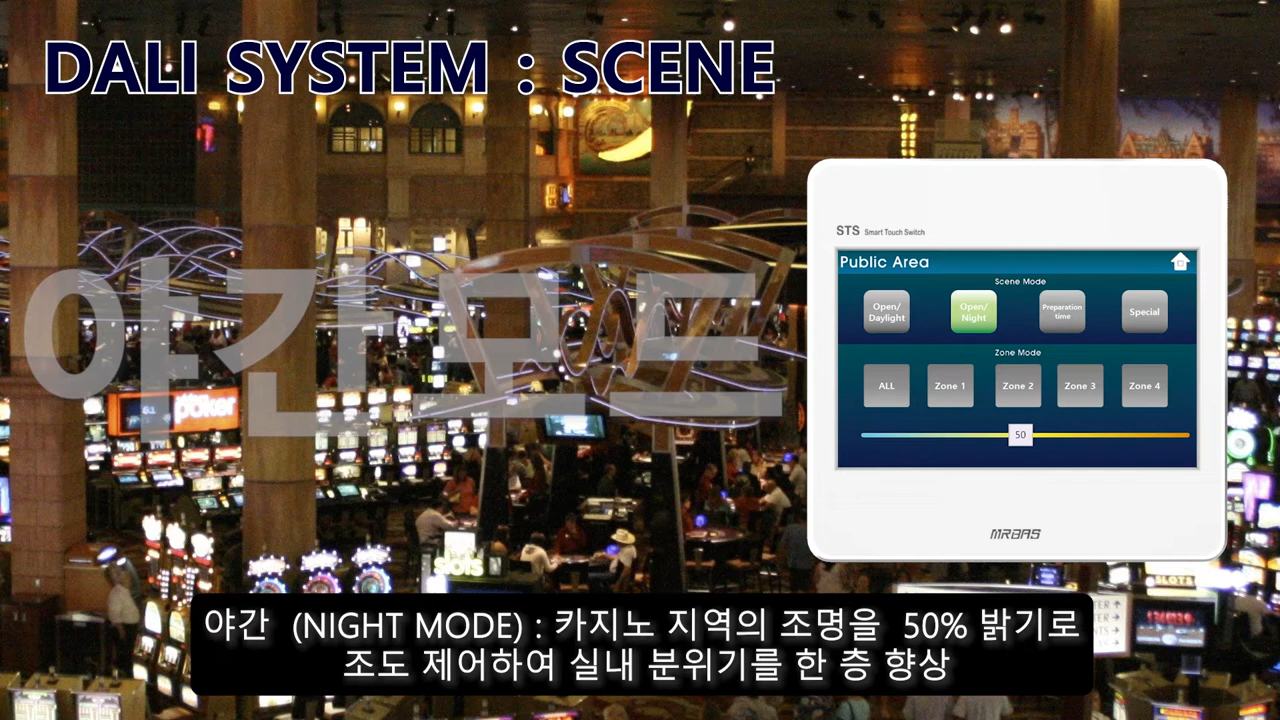 DALI SYSTEM : SCENE
야간모드
STS Smart Touch Switch
Public Area
Scene Mode
Open/
Daylight
Open/
Night
Preparation
time
Special
Zone Mode
ALL
Zone 1
Zone 2
Zone 3
Zone 4
50
MRBAS
poker
slots
SLOTS
야간 (NIGHT MODE) : 카지노 지역의 조명을 50% 밝기로
조도 제어하여 실내 분위기를 한 층 향상